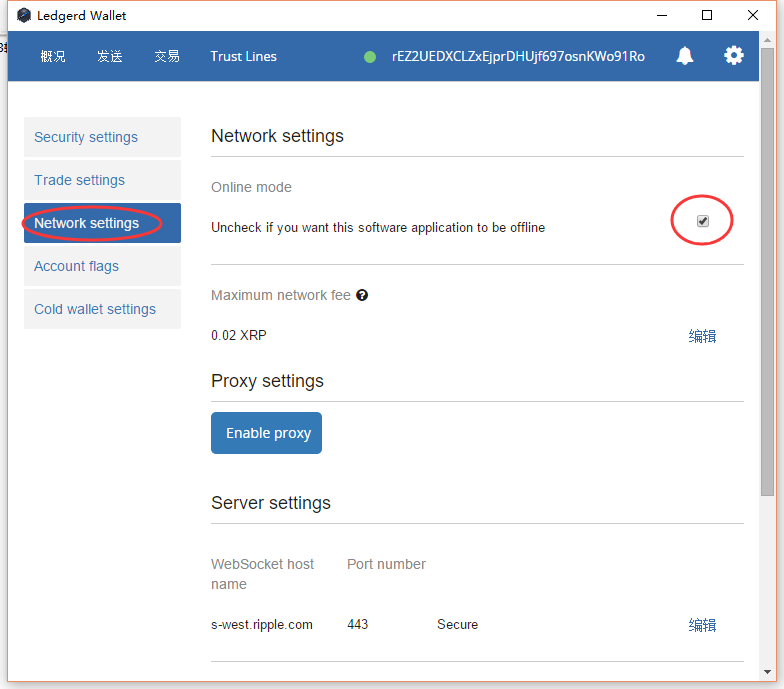 Ledgerd Wallet
概况 发送 交易 Trust Lines rEZ2UEDXCLZxEjprDHUjf697osnKWo91Ro
Security settings
Trade settings
Network settings
Account flags
Cold wallet settings
Network settings
Online mode
Uncheck if you want this software application to be offline
Maximum network fee
0.02 XRP 编辑
Proxy settings
Enable proxy
Server settings
WebSocket host Port number
name
s-west.ripple.com 443 Secure 编辑